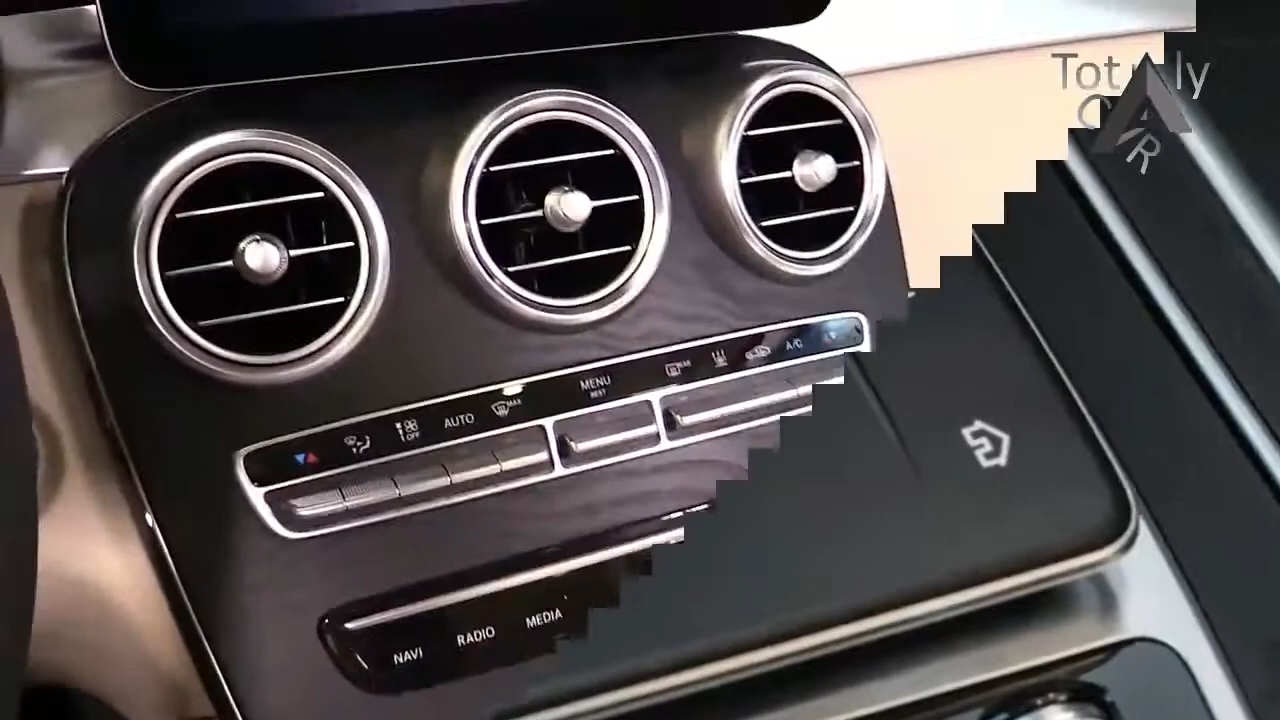 Totally
CAR
MENU
REST
A/C
AUTO
MAX
OFF
NAVI RADIO MEDIA